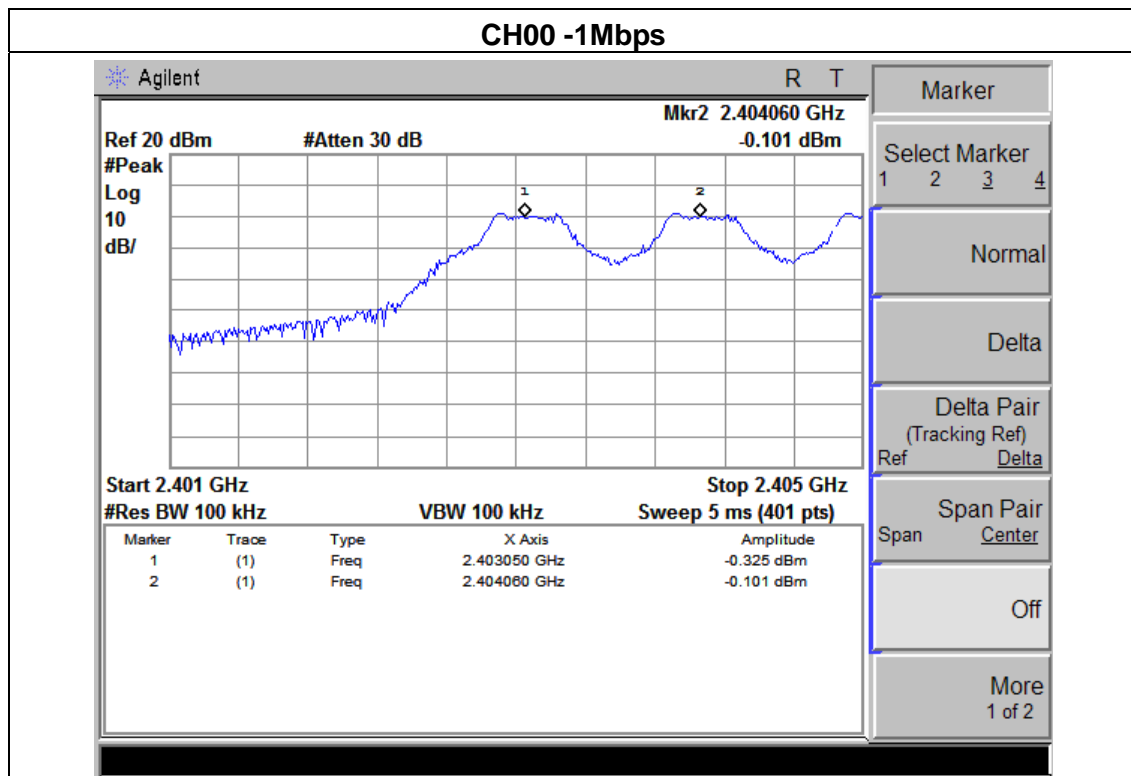 CH00 -1Mbps
Agilent R T
Mkr2 2.404060 GHz
Ref 20 dBm #Atten 30 dB -0.101 dBm
#Peak
Log
10
dB/
1 2
Start 2.401 GHz Stop 2.405 GHz
#Res BW 100 kHz VBW 100 kHz Sweep 5 ms (401 pts)
Marker Trace Type X Axis Amplitude
1 (1) Freq 2.403050 GHz -0.325 dBm
2 (1) Freq 2.404060 GHz -0.101 dBm
Marker
Select Marker
1 2 3 4
Normal
Delta
Delta Pair
(Tracking Ref)
Ref Delta
Span Pair
Span Center
Off
More
1 of 2